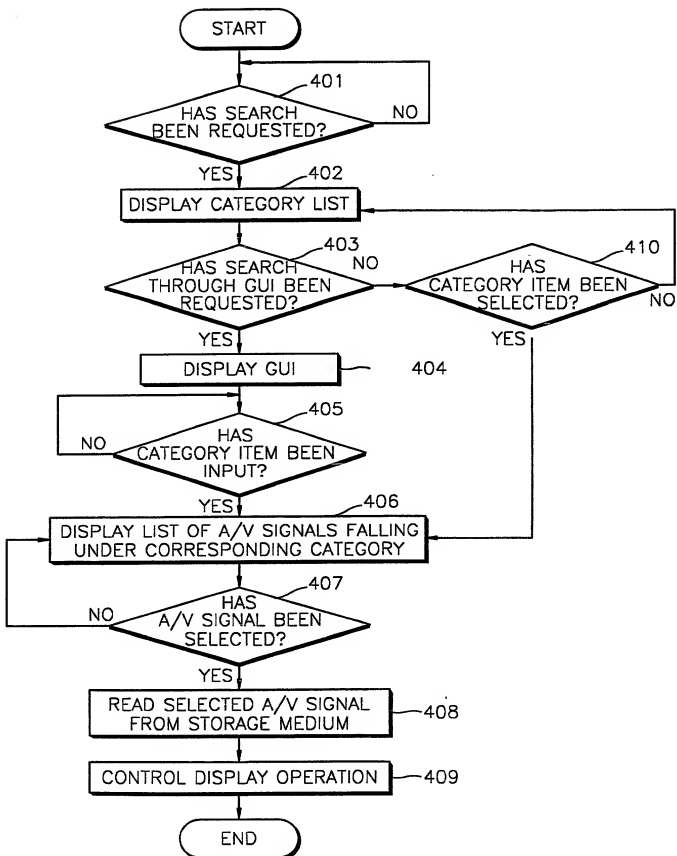 START
401
HAS SEARCH
BEEN REQUESTED?
NO
YES
402
DISPLAY CATEGORY LIST
403
HAS SEARCH
THROUGH GUI BEEN
REQUESTED?
NO
410
HAS
CATEGORY ITEM BEEN
SELECTED?
NO
YES
YES
DISPLAY GUI
404
405
HAS
CATEGORY ITEM BEEN
INPUT?
NO
YES
406
DISPLAY LIST OF A/V SIGNALS FALLING
UNDER CORRESPONDING CATEGORY
407
HAS
A/V SIGNAL BEEN
SELECTED?
NO
YES
READ SELECTED A/V SIGNAL
FROM STORAGE MEDIUM
408
CONTROL DISPLAY OPERATION
409
END